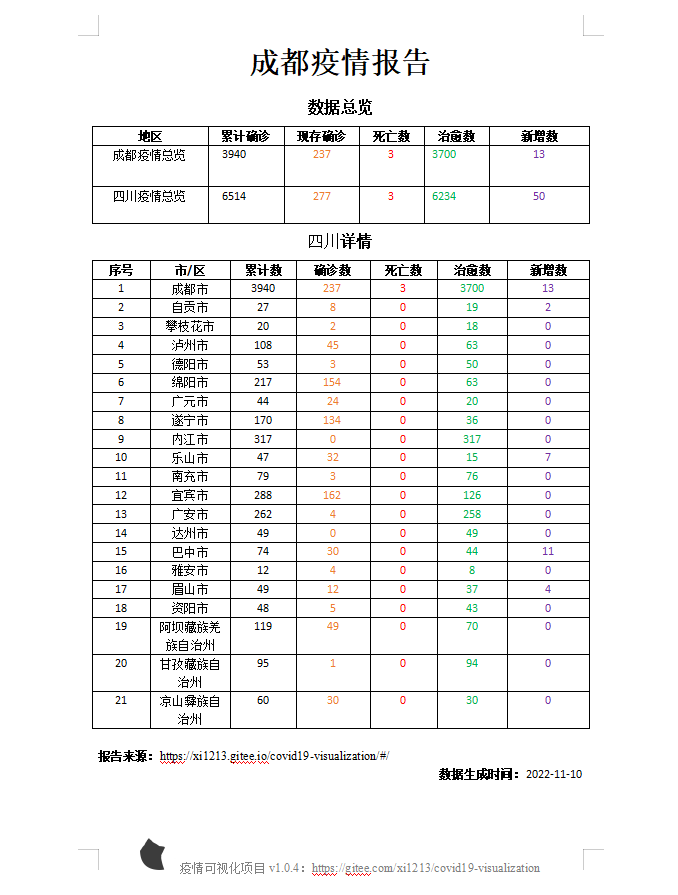 成都疫情报告
数据总览
地区 累计确诊 现存确诊 死亡数 治愈数 新增数
成都疫情总览 3940 237 3 3700 13
四川疫情总览 6514 277 3 6234 50
四川详情
序号 市/区 累计数 确诊数 死亡数 治愈数 新增数
1 成都市 3940 237 3 3700 13
2 自贡市 27 8 0 19 2
3 攀枝花市 20 2 0 18 0
4 泸州市 108 45 0 63 0
5 德阳市 53 3 0 50 0
6 绵阳市 217 154 0 63 0
7 广元市 44 24 0 20 0
8 遂宁市 170 134 0 36 0
9 内江市 317 0 0 317 0
10 乐山市 47 32 0 15 7
11 南充市 79 3 0 76 0
12 宜宾市 288 162 0 126 0
13 广安市 262 4 0 258 0
14 达州市 49 0 0 49 0
15 巴中市 74 30 0 44 11
16 雅安市 12 4 0 8 0
17 眉山市 49 12 0 37 4
18 资阳市 48 5 0 43 0
19 阿坝藏族羌 119 49 0 70 0
族自治州
20 甘孜藏族自 95 1 0 94 0
治州
21 凉山彝族自 60 30 0 30 0
治州
报告来源：https://xi1213.gitee.io/covid19-visualization/#/
数据生成时间：2022-11-10
疫情可视化项目 v1.0.4：https://gitee.com/xi1213/covid19-visualization